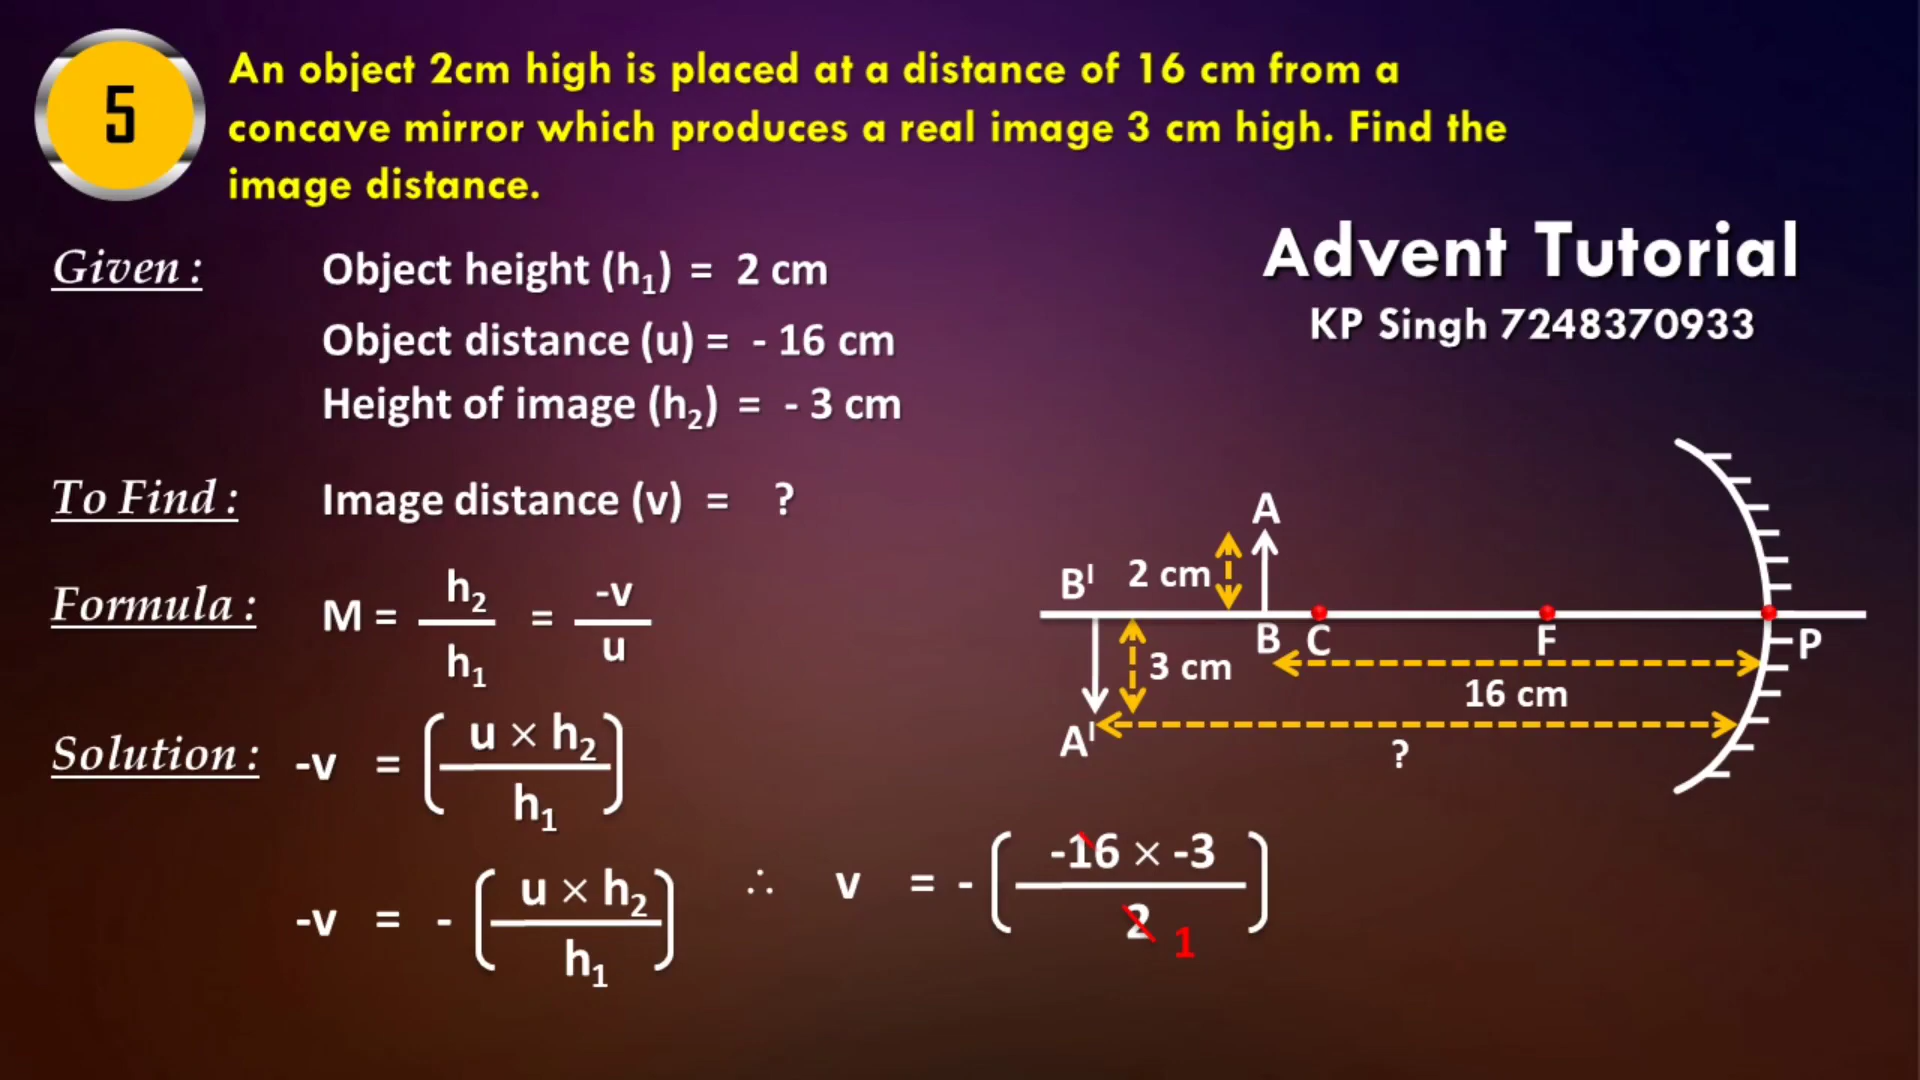 5
An object 2cm high is placed at a distance of 16 cm from a
concave mirror which produces a real image 3 cm high. Find the
image distance.
Advent Tutorial
KP Singh 7248370933
Given :
Object height (h₁) = 2 cm
Object distance (u) = - 16 cm
Height of image (h₂) = - 3 cm
To Find :
Image distance (v) = ?
Formula :
M = h₂/h₁ = -v/u
Solution :
-v = (u × h₂/h₁)
-v = - (u × h₂/h₁)
∴ v = - (-16 × -3/2)
1
A
Bᴵ
2 cm
B
C
F
P
3 cm
16 cm
Aᴵ
?